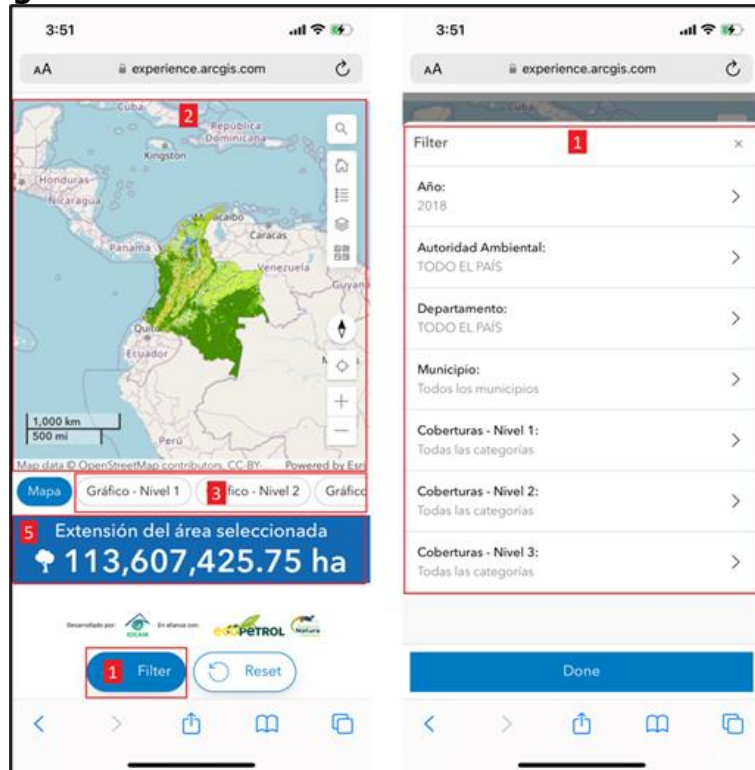 3:51
AA experience.arcgis.com
Cuba
2
República
Dominicana
Kingston
Honduras
Nicaragua
Maracaibo
Caracas
Panamá
Venezuela
Guyan
Quito
Ecuador
1,000 km
500 mi
Perú
Map data © OpenStreetMap contributors, CC-BY-... Powered by Esri
Mapa
Gráfico - Nivel 1
3
fico - Nivel 2
Gráfico
5
Extensión del área seleccionada
113,607,425.75 ha
Desarrollado por:
IDEAM
En alianza con:
ecoPETROL
Natura
1
Filter
Reset
3:51
AA experience.arcgis.com
Cuba
Filter
1
×
Año:
2018
Autoridad Ambiental:
TODO EL PAÍS
Departamento:
TODO EL PAÍS
Municipio:
Todos los municipios
Coberturas - Nivel 1:
Todas las categorías
Coberturas - Nivel 2:
Todas las categorías
Coberturas - Nivel 3:
Todas las categorías
Done